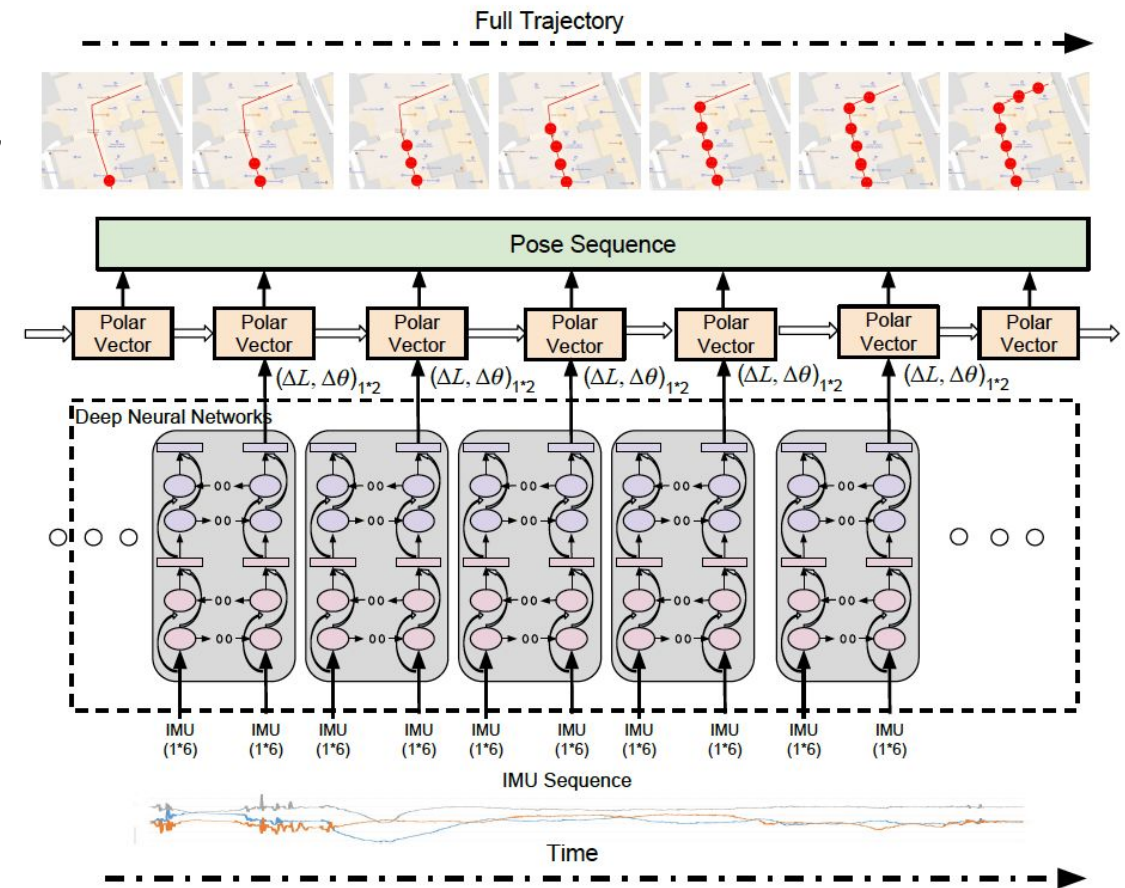 Full Trajectory
Pose Sequence
Polar Vector
Polar Vector
Polar Vector
Polar Vector
Polar Vector
Polar Vector
Polar Vector
(ΔL, Δθ)1*2
(ΔL, Δθ)1*2
(ΔL, Δθ)1*2
(ΔL, Δθ)1*2
(ΔL, Δθ)1*2
Deep Neural Networks
IMU (1*6)
IMU (1*6)
IMU (1*6)
IMU (1*6)
IMU (1*6)
IMU (1*6)
IMU (1*6)
IMU (1*6)
IMU (1*6)
IMU (1*6)
IMU Sequence
Time